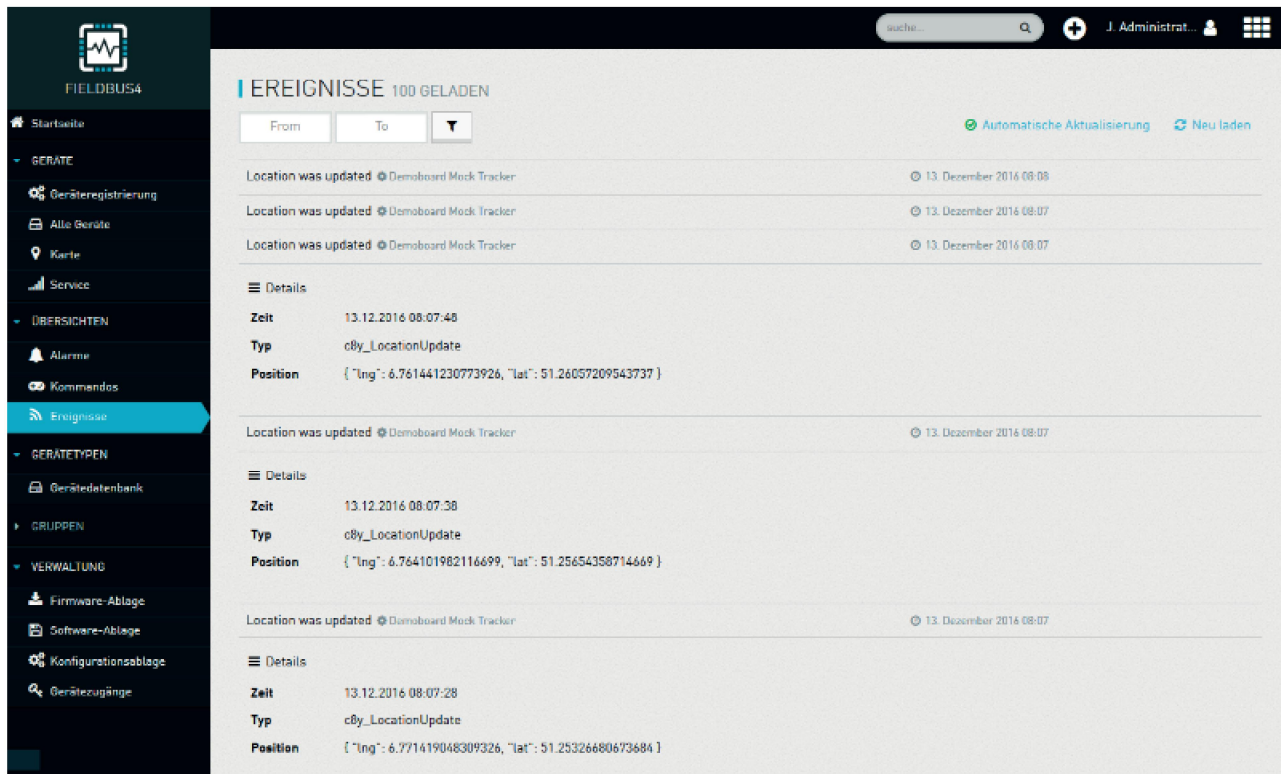 FIELDBUS4
suche...
J. Administrat...
Startseite
GERÄTE
Geräteregistrierung
Alle Geräte
Karte
Service
ÜBERSICHTEN
Alarme
Kommandos
Ereignisse
GERÄTETYPEN
Gerätedatenbank
GRUPPEN
VERWALTUNG
Firmware-Ablage
Software-Ablage
Konfigurationsablage
Gerätezugänge
EREIGNISSE 100 GELADEN
From To
Automatische Aktualisierung Neu laden
Location was updated Demoboard Mock Tracker 13. Dezember 2016 08:08
Location was updated Demoboard Mock Tracker 13. Dezember 2016 08:07
Location was updated Demoboard Mock Tracker 13. Dezember 2016 08:07
Details
Zeit 13.12.2016 08:07:48
Typ c8y_LocationUpdate
Position { "lng": 6.761441230773926, "lat": 51.26057209543737 }
Location was updated Demoboard Mock Tracker 13. Dezember 2016 08:07
Details
Zeit 13.12.2016 08:07:38
Typ c8y_LocationUpdate
Position { "lng": 6.764101982116699, "lat": 51.25654358714669 }
Location was updated Demoboard Mock Tracker 13. Dezember 2016 08:07
Details
Zeit 13.12.2016 08:07:28
Typ c8y_LocationUpdate
Position { "lng": 6.771419048309326, "lat": 51.25326680673684 }